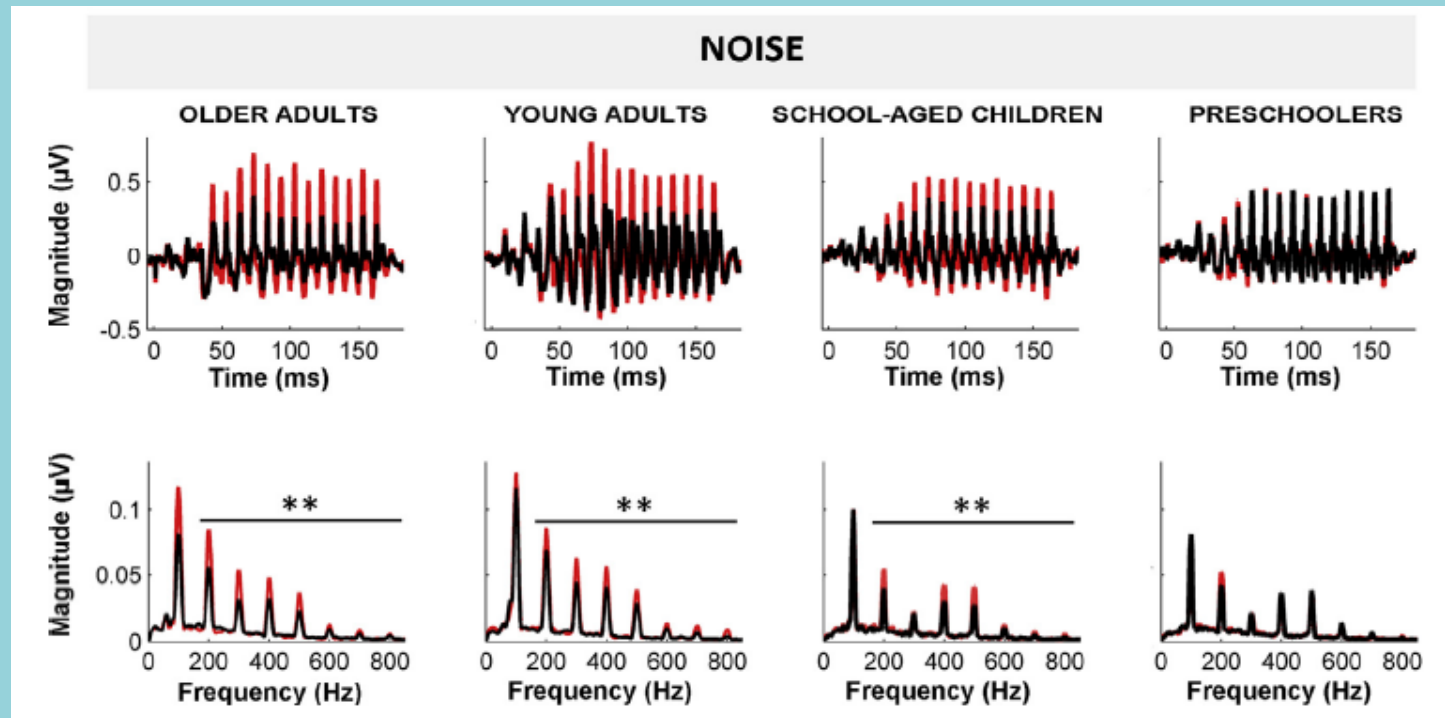 NOISE
OLDER ADULTS
YOUNG ADULTS
SCHOOL-AGED CHILDREN
PRESCHOOLERS
Magnitude (µV)
0.5
0
-0.5
0 50 100 150
0 50 100 150
0 50 100 150
0 50 100 150
Time (ms)
Time (ms)
Time (ms)
Time (ms)
Magnitude (µV)
0.1
0.05
0
**
**
**
0 200 400 600 800
0 200 400 600 800
0 200 400 600 800
0 200 400 600 800
Frequency (Hz)
Frequency (Hz)
Frequency (Hz)
Frequency (Hz)